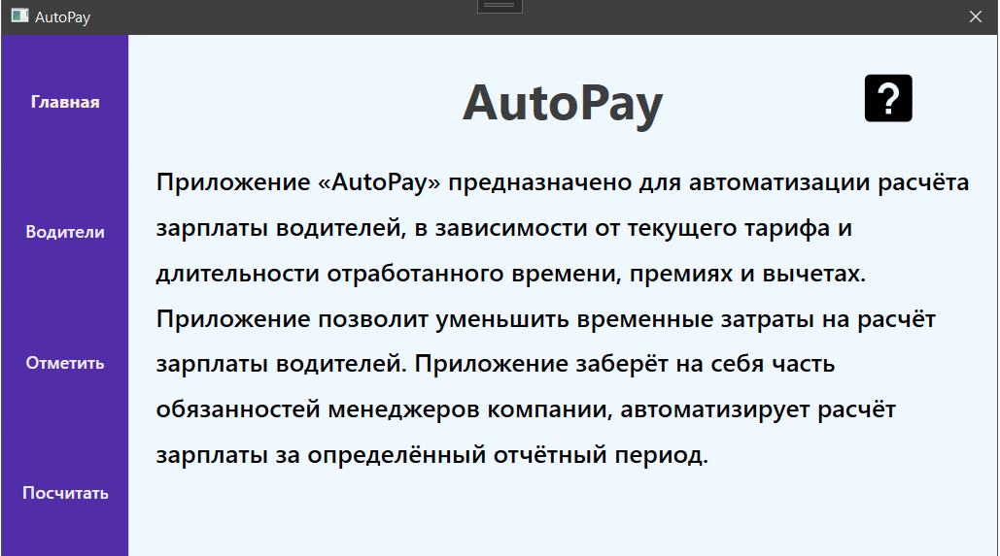 AutoPay
Главная
Водители
Отметить
Посчитать
AutoPay
?
Приложение «AutoPay» предназначено для автоматизации расчёта
зарплаты водителей, в зависимости от текущего тарифа и
длительности отработанного времени, премиях и вычетах.
Приложение позволит уменьшить временные затраты на расчёт
зарплаты водителей. Приложение заберёт на себя часть
обязанностей менеджеров компании, автоматизирует расчёт
зарплаты за определённый отчётный период.